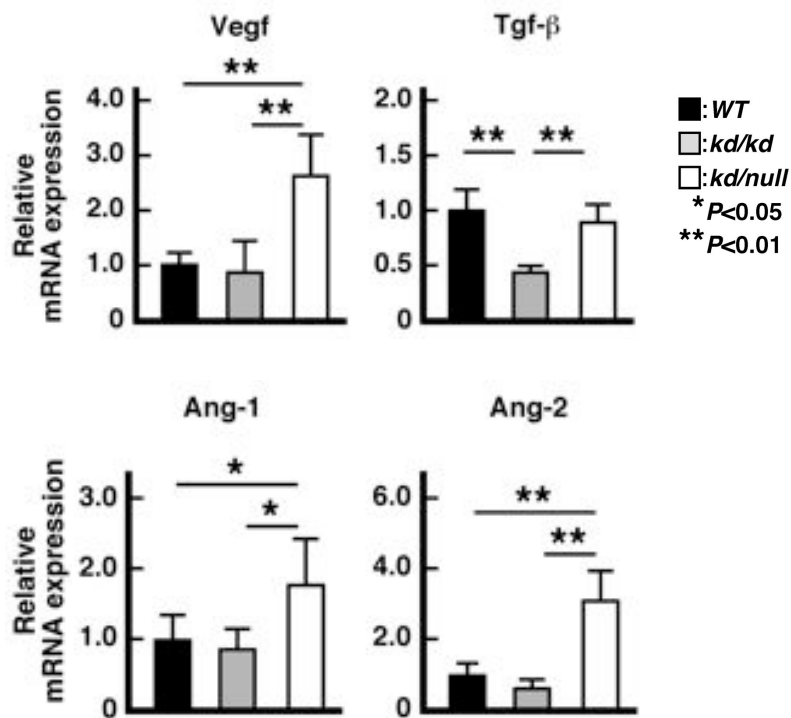 Vegf
**
**
Relative
mRNA expression
4.0
3.0
2.0
1.0
0
Tgf-β
** **
2.0
1.5
1.0
0.5
0
:WT
:kd/kd
:kd/null
*P<0.05
**P<0.01
Ang-1
*
*
Relative
mRNA expression
3.0
2.0
1.0
0
Ang-2
**
**
6.0
4.0
2.0
0